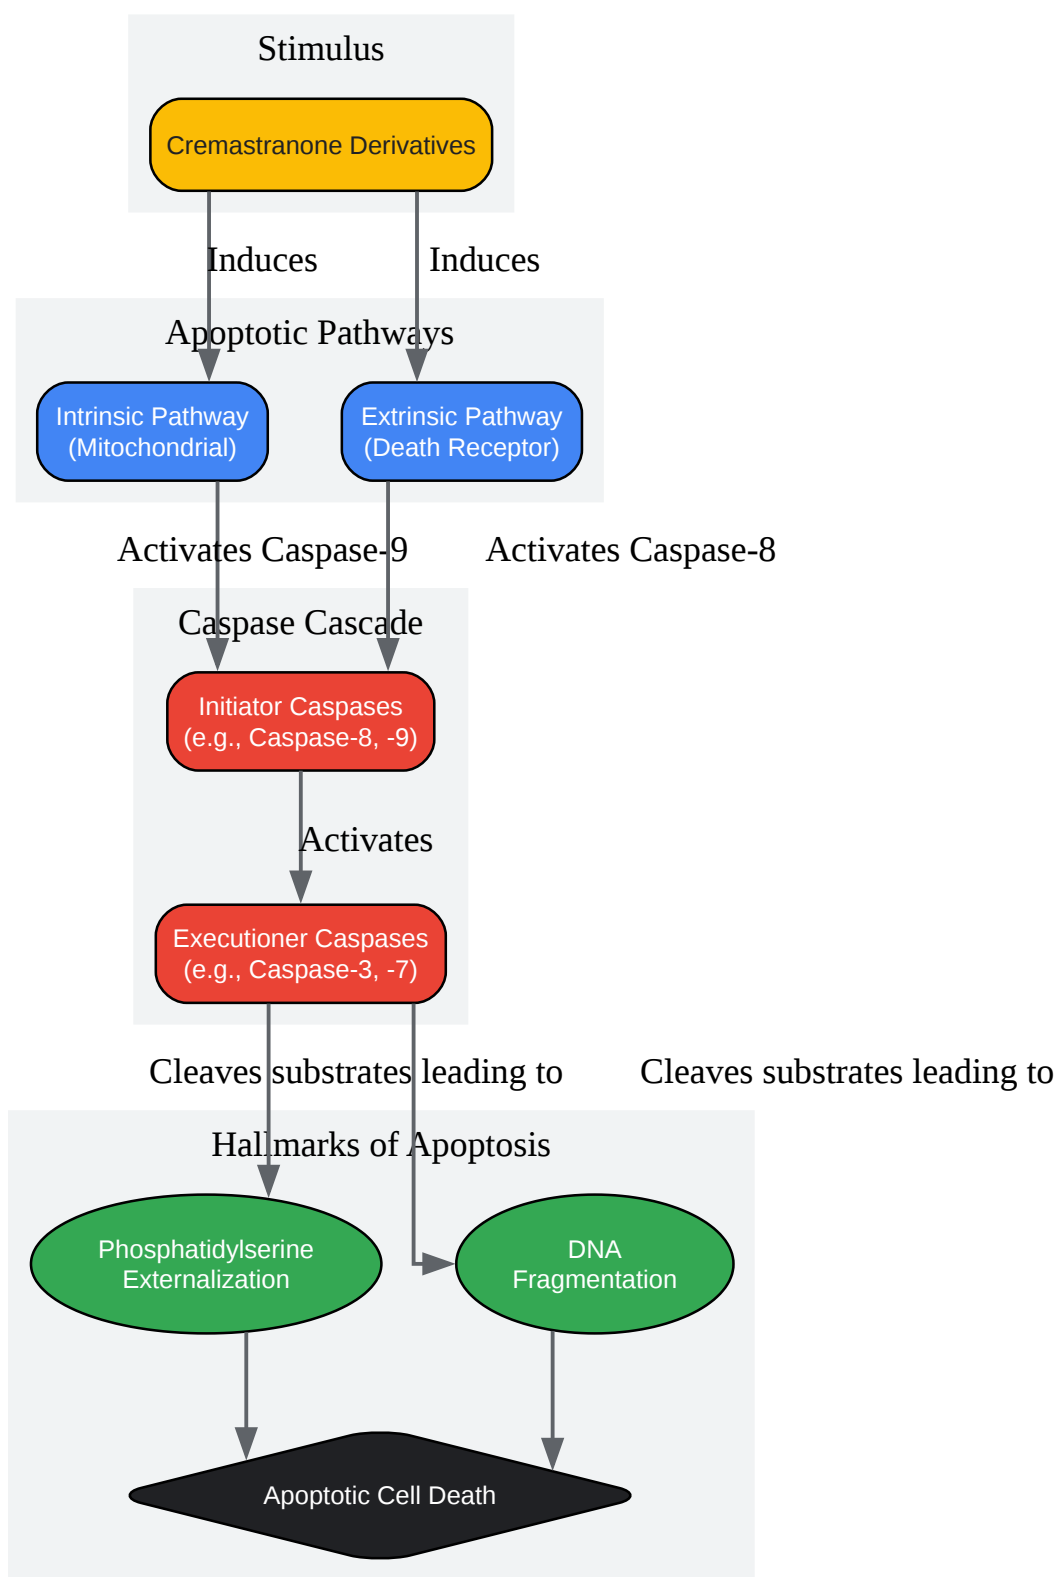 Stimulus
Cremastranone Derivatives
Induces
Induces
Apoptotic Pathways
Intrinsic Pathway
(Mitochondrial)
Extrinsic Pathway
(Death Receptor)
Activates Caspase-9
Activates Caspase-8
Caspase Cascade
Initiator Caspases
(e.g., Caspase-8, -9)
Activates
Executioner Caspases
(e.g., Caspase-3, -7)
Cleaves substrates leading to
Cleaves substrates leading to
Hallmarks of Apoptosis
Phosphatidylserine
Externalization
DNA
Fragmentation
Apoptotic Cell Death